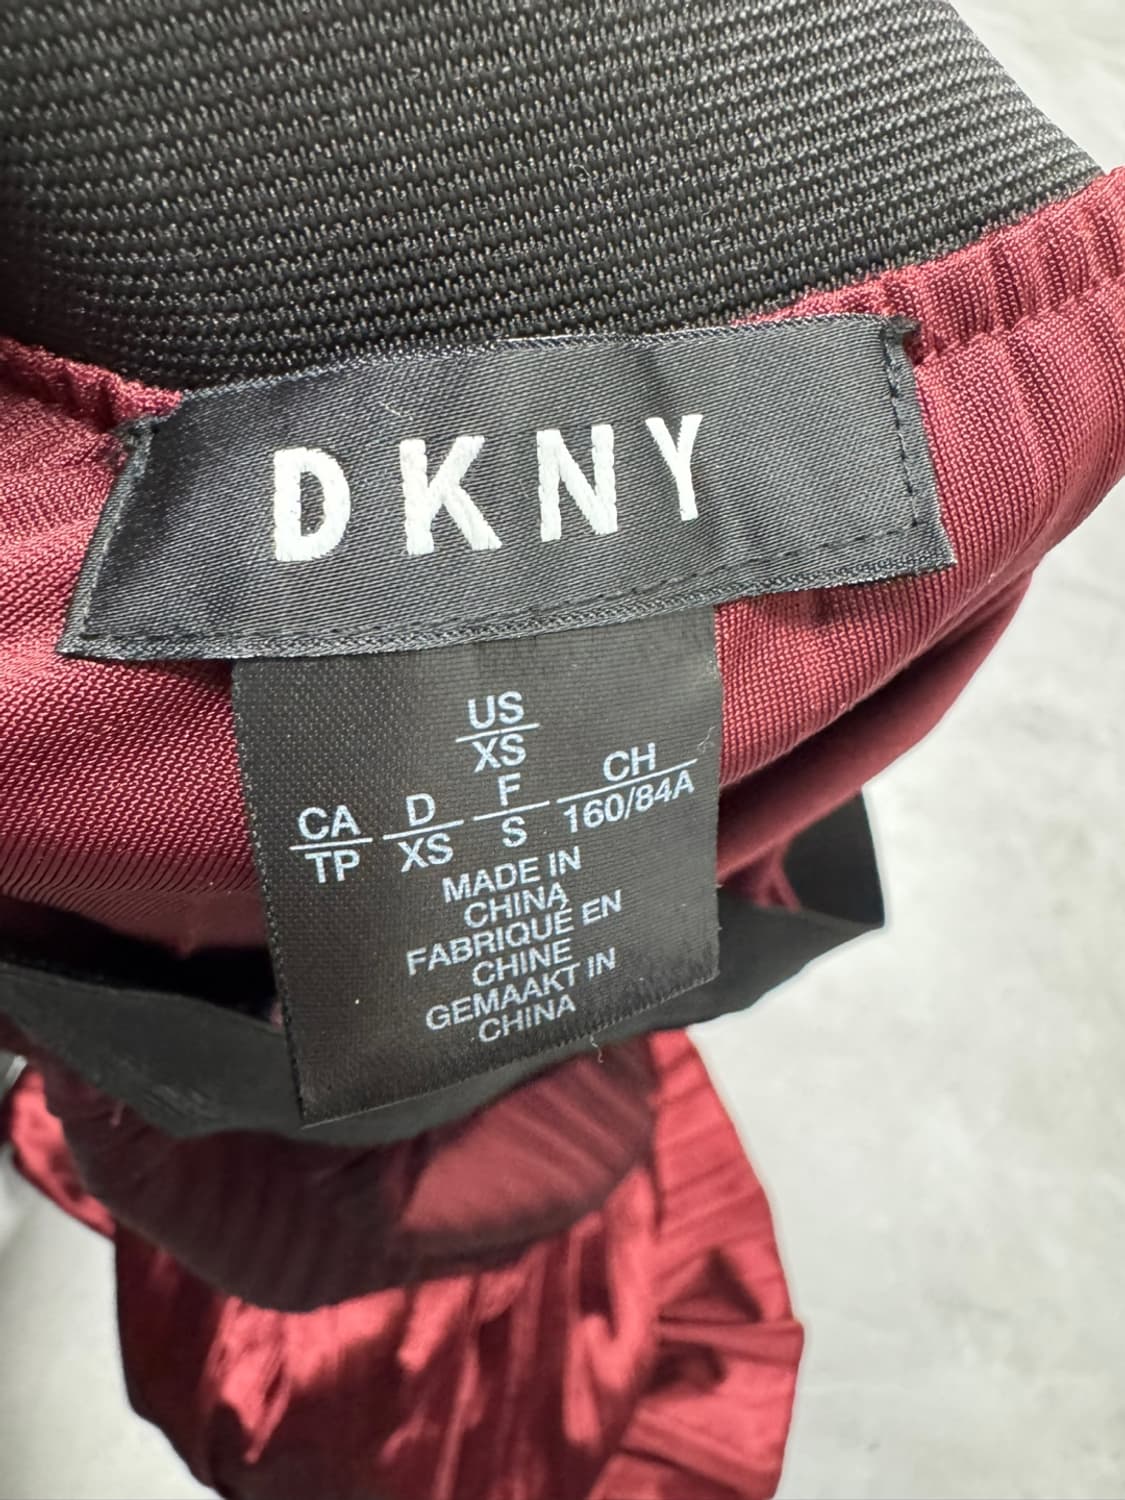 DKNY
US
XS
CA D F CH
TP XS S 160/84A
MADE IN
CHINA
FABRIQUÉ EN
CHINE
GEMAAKT IN
CHINA